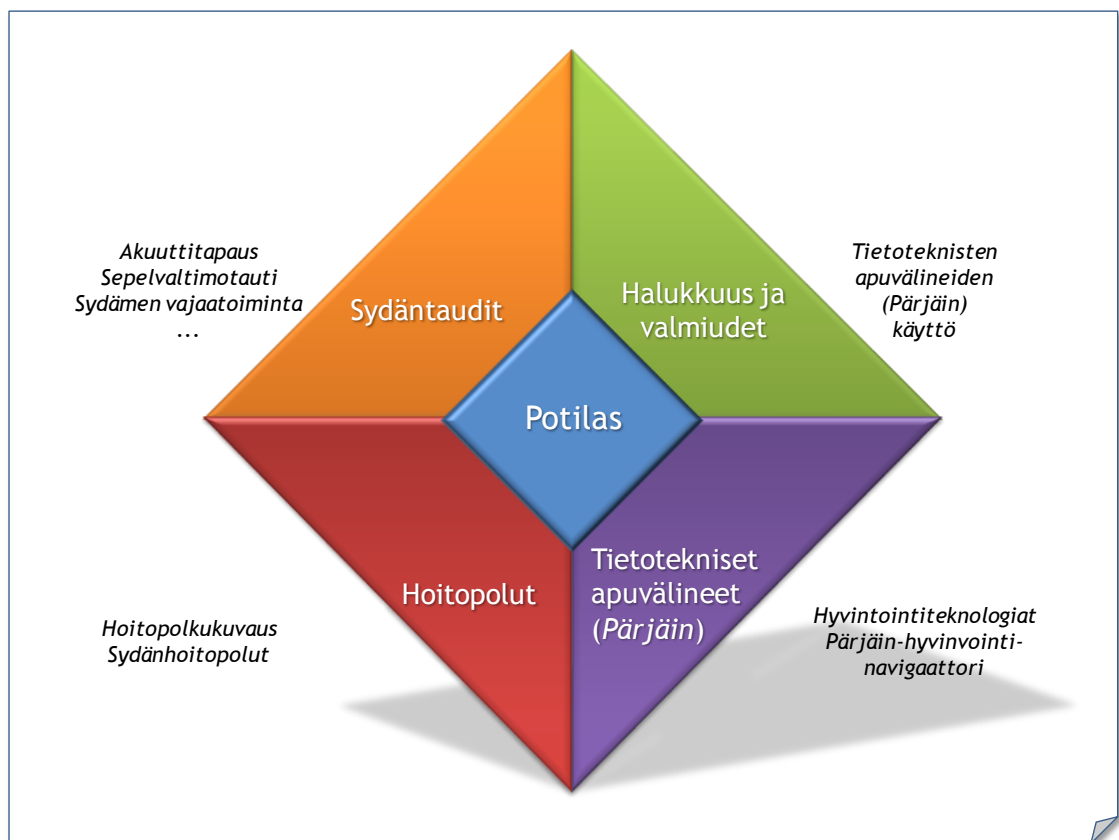 Akuuttitapaus
Sepelvaltimotauti
Sydämen vajaatoiminta
...
Sydäntaudit
Halukkuus ja
valmiudet
Tietoteknisten
apuvälineiden
(Pärjäin)
käyttö
Potilas
Hoitopolkukuvaus
Sydänhoitopolut
Hoitopolut
Tietotekniset
apuvälineet
(Pärjäin)
Hyvintointiteknologiat
Pärjäin-hyvinvointi-
navigaattori